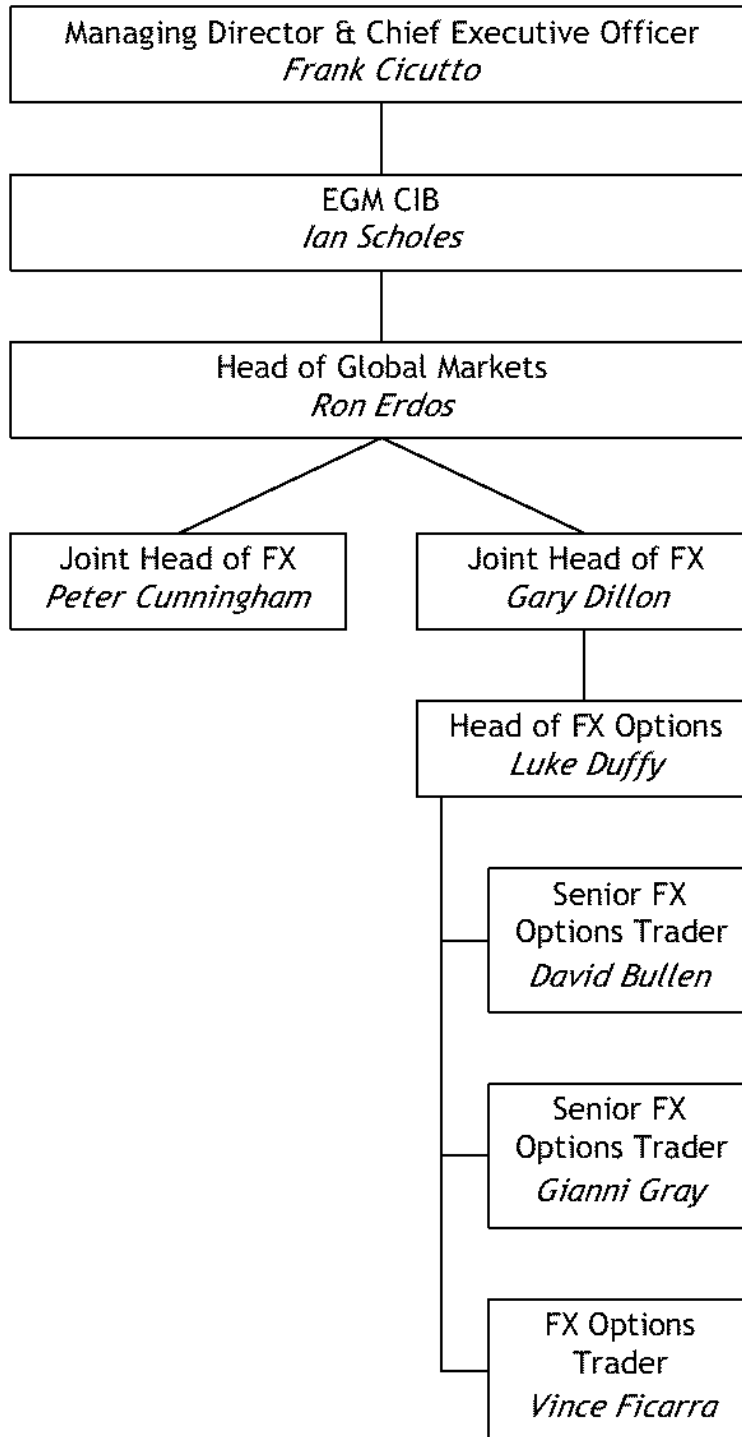 Managing Director & Chief Executive Officer
Frank Cicutto
EGM CIB
Ian Scholes
Head of Global Markets
Ron Erdos
Joint Head of FX
Peter Cunningham
Joint Head of FX
Gary Dillon
Head of FX Options
Luke Duffy
Senior FX
Options Trader
David Bullen
Senior FX
Options Trader
Gianni Gray
FX Options
Trader
Vince Ficarra